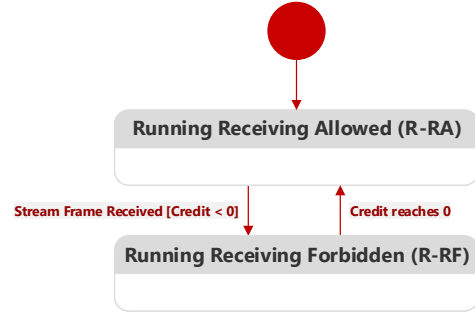 Running Receiving Allowed (R-RA)
Stream Frame Received [Credit < 0]
Credit reaches 0
Running Receiving Forbidden (R-RF)